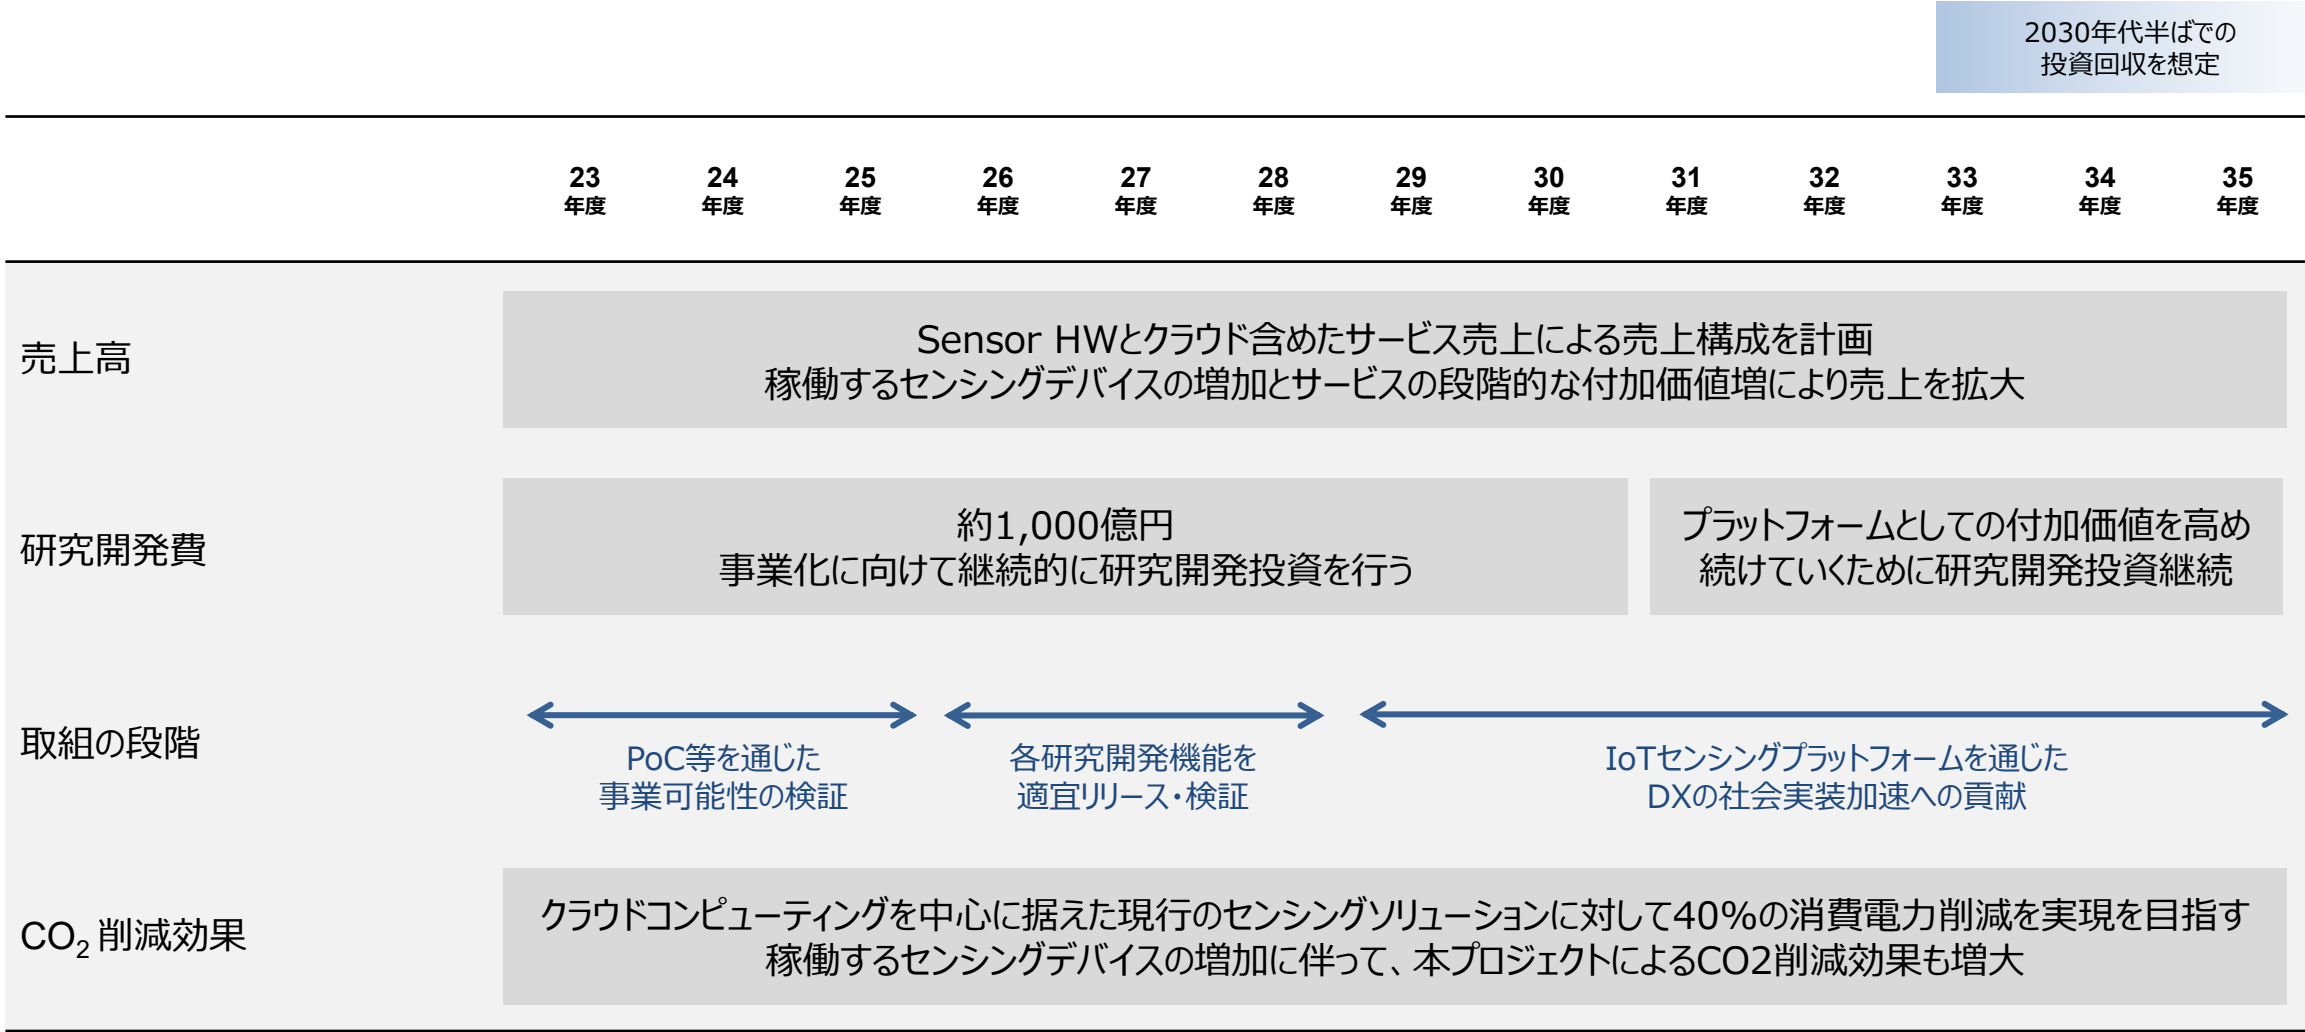 2030年代半ばでの
投資回収を想定
23 24 25 26 27 28 29 30 31 32 33 34 35
年度 年度 年度 年度 年度 年度 年度 年度 年度 年度 年度 年度 年度
売上高
Sensor HWとクラウド含めたサービス売上による売上構成を計画
稼働するセンシングデバイスの増加とサービスの段階的な付加価値増により売上を拡大
研究開発費
約1,000億円
事業化に向けて継続的に研究開発投資を行う
プラットフォームとしての付加価値を高め
続けていくために研究開発投資継続
取組の段階
PoC等を通じた
事業可能性の検証
各研究開発機能を
適宜リリース・検証
IoTセンシングプラットフォームを通じた
DXの社会実装加速への貢献
CO₂削減効果
クラウドコンピューティングを中心に据えた現行のセンシングソリューションに対して40%の消費電力削減を実現を目指す
稼働するセンシングデバイスの増加に伴って、本プロジェクトによるCO2削減効果も増大